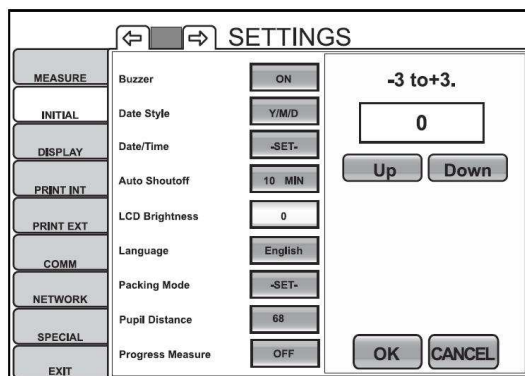 SETTINGS
MEASURE
INITIAL
DISPLAY
PRINT INT
PRINT EXT
COMM
NETWORK
SPECIAL
EXIT
Buzzer ON
Date Style Y/M/D
Date/Time -SET-
Auto Shoutoff 10 MIN
LCD Brightness 0
Language English
Packing Mode -SET-
Pupil Distance 68
Progress Measure OFF
-3 to+3.
0
Up Down
OK CANCEL